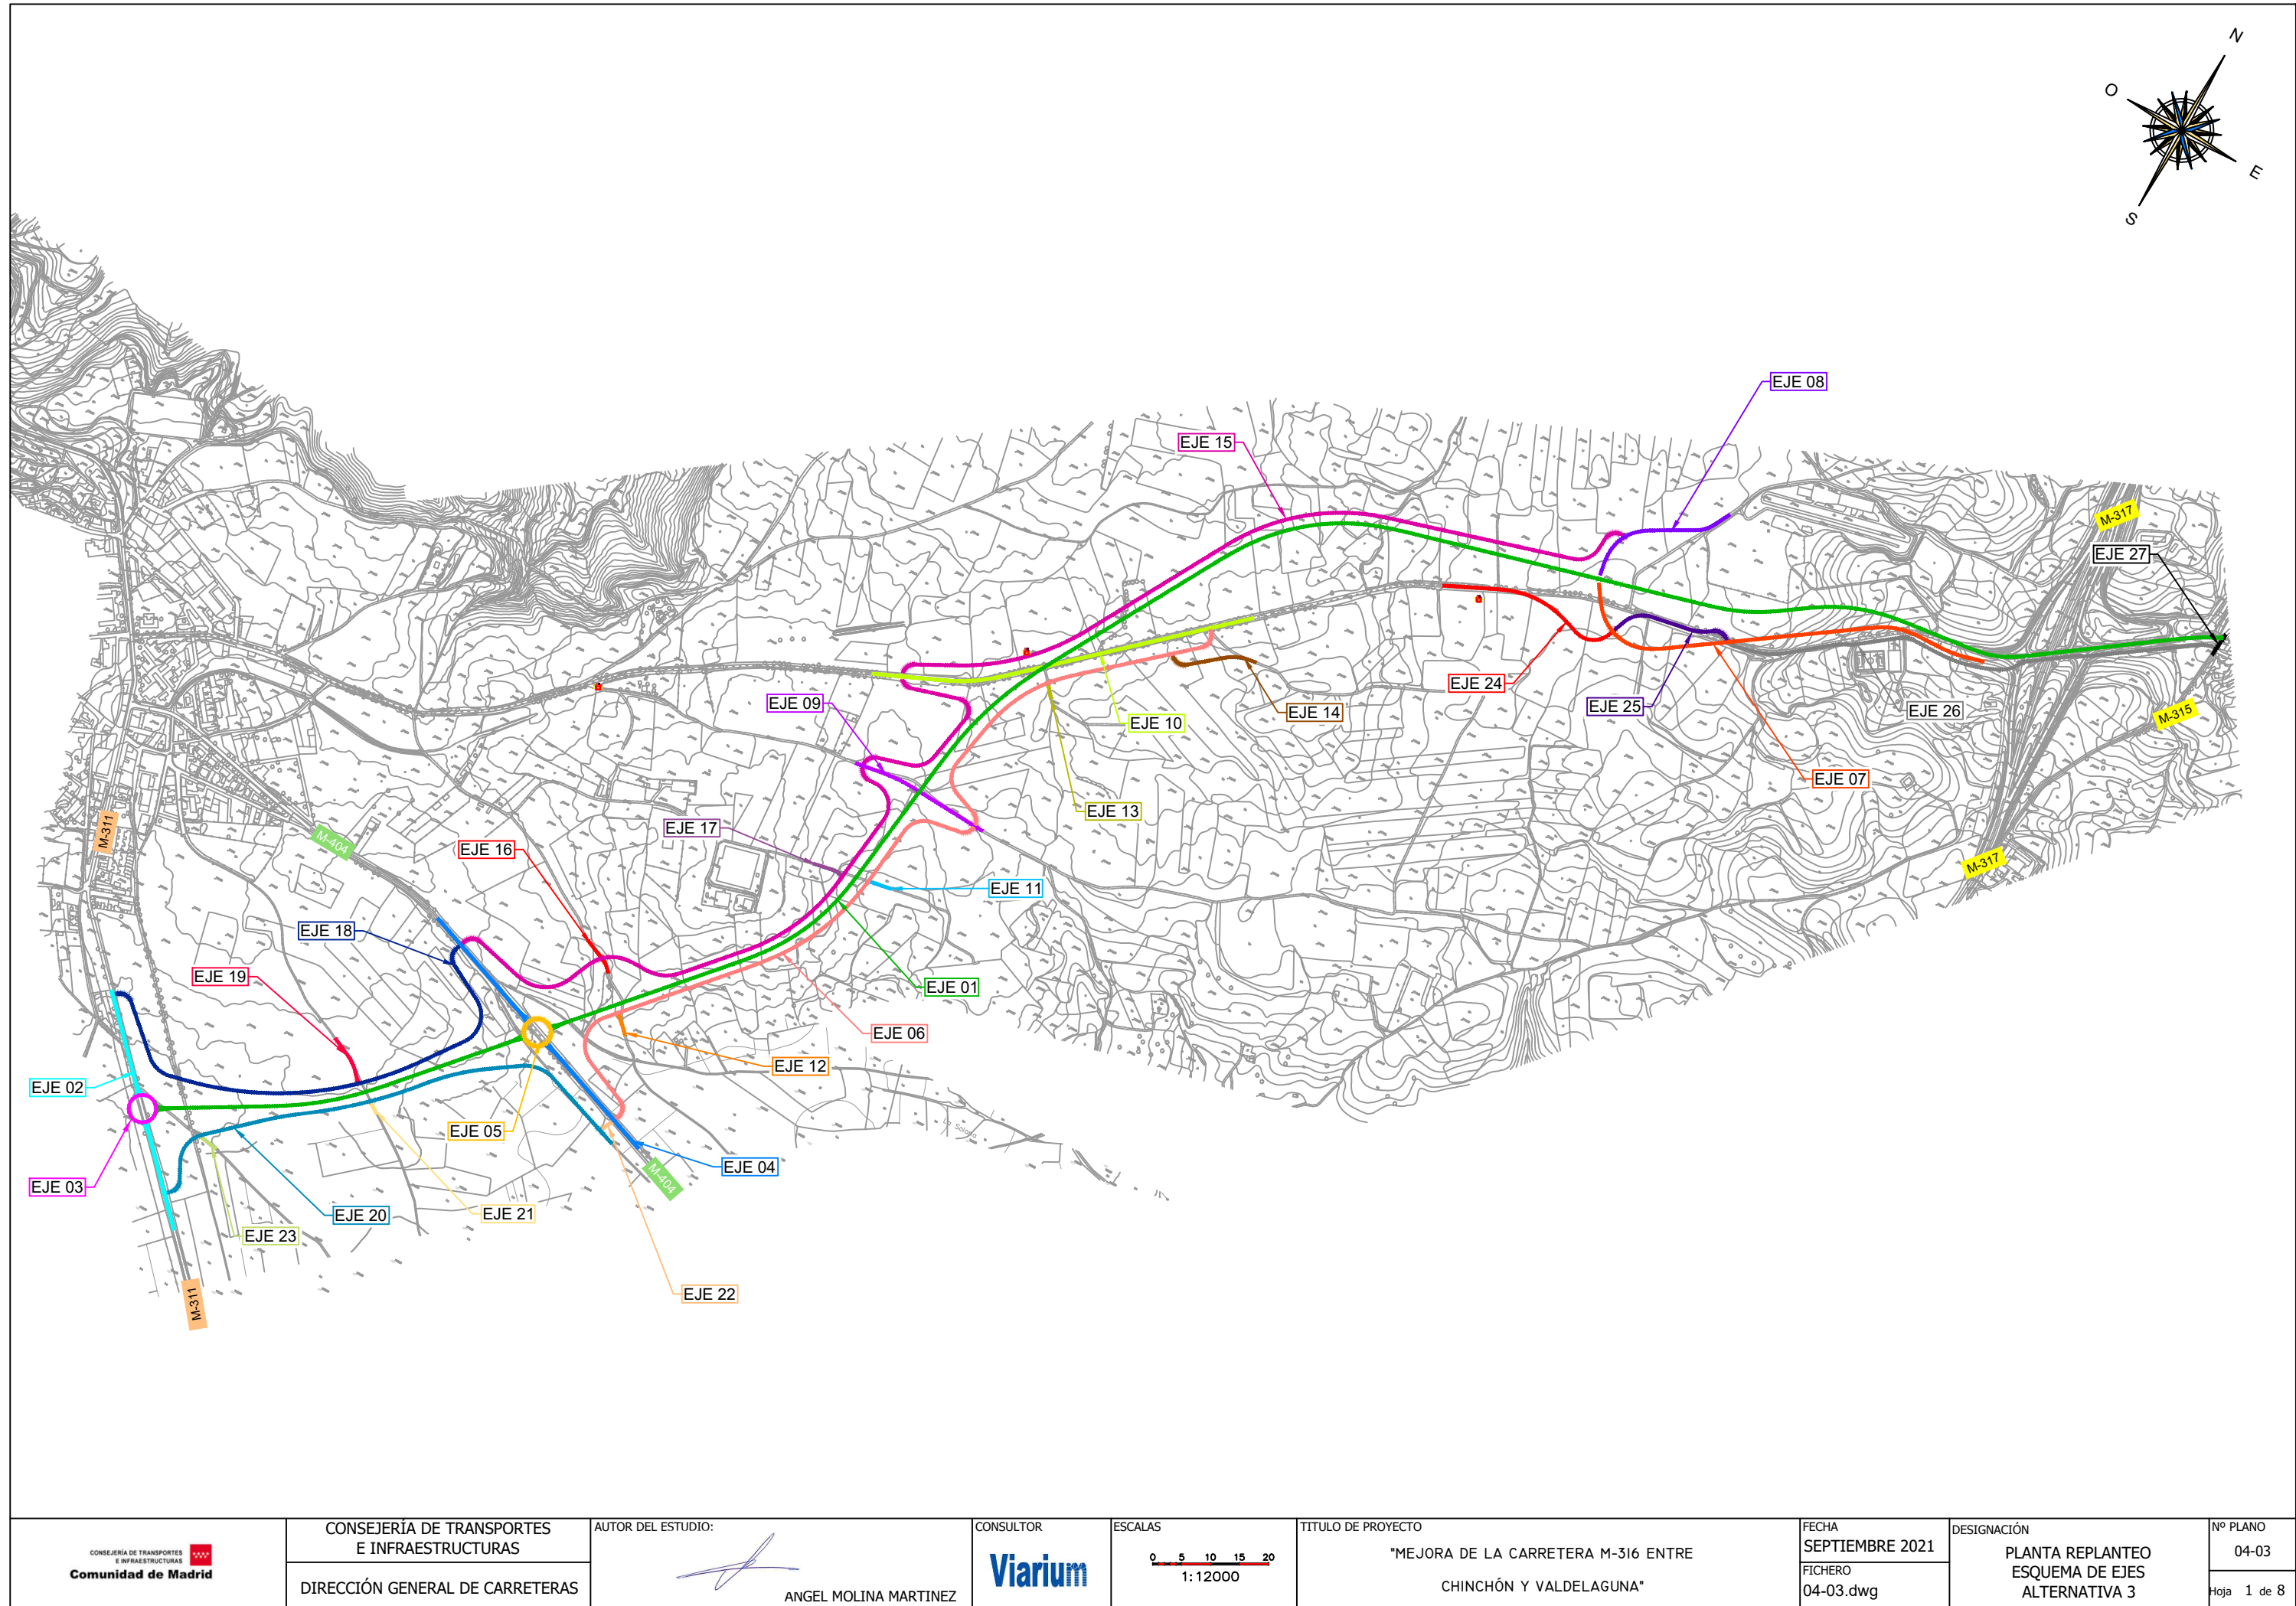 N
O
E
S
EJE 08
EJE 15
M-317
EJE 27
EJE 24
EJE 09
EJE 14
EJE 25
EJE 26
M-315
EJE 10
EJE 07
EJE 13
EJE 17
M-311
M-404
EJE 16
M-317
EJE 11
EJE 18
EJE 19
EJE 01
EJE 06
EJE 12
EJE 02
EJE 05
La Solana
EJE 04
M-404
EJE 03
EJE 20
EJE 21
EJE 23
EJE 22
M-311
CONSEJERÍA DE TRANSPORTES
E INFRAESTRUCTURAS
Comunidad de Madrid
CONSEJERÍA DE TRANSPORTES
E INFRAESTRUCTURAS
DIRECCIÓN GENERAL DE CARRETERAS
AUTOR DEL ESTUDIO:
ANGEL MOLINA MARTINEZ
CONSULTOR
Viarium
ESCALAS
0 5 10 15 20
1:12000
TITULO DE PROYECTO
"MEJORA DE LA CARRETERA M-316 ENTRE
CHINCHÓN Y VALDELAGUNA"
FECHA
SEPTIEMBRE 2021
FICHERO
04-03.dwg
DESIGNACIÓN
PLANTA REPLANTEO
ESQUEMA DE EJES
ALTERNATIVA 3
Nº PLANO
04-03
Hoja 1 de 8